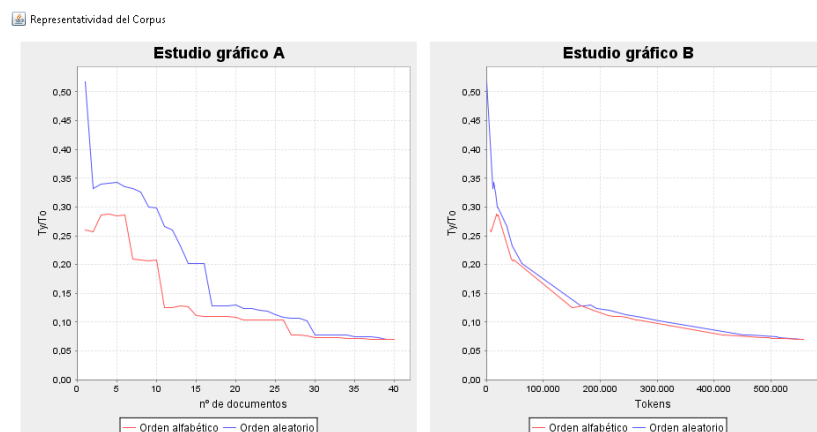 Representatividad del Corpus
Estudio gráfico A
0,50
0,45
0,40
0,35
0,30
0,25
0,20
0,15
0,10
0,05
0,00
Ty/To
0 5 10 15 20 25 30 35 40
nº de documentos
Orden alfabético Orden aleatorio
Estudio gráfico B
0,50
0,45
0,40
0,35
0,30
0,25
0,20
0,15
0,10
0,05
0,00
Ty/To
0 100.000 200.000 300.000 400.000 500.000
Tokens
Orden alfabético Orden aleatorio